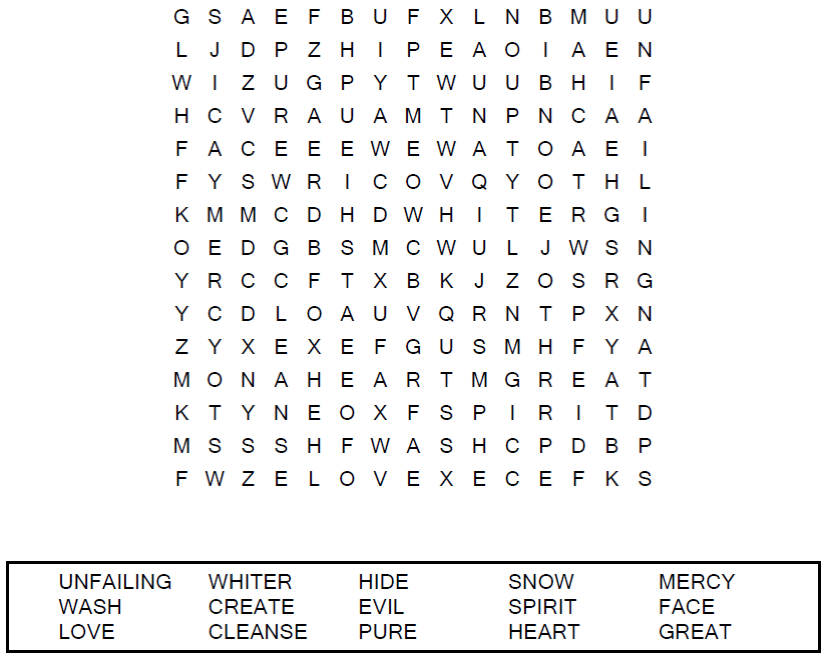 G S A E F B U F X L N B M U U
L J D P Z H I P E A O I A E N
W I Z U G P Y T W U U B H I F
H C V R A U A M T N P N C A A
F A C E E E W E W A T O A E I
F Y S W R I C O V Q Y O T H L
K M M C D H D W H I T E R G I
O E D G B S M C W U L J W S N
Y R C C F T X B K J Z O S R G
Y C D L O A U V Q R N T P X N
Z Y X E X E F G U S M H F Y A
M O N A H E A R T M G R E A T
K T Y N E O X F S P I R I T D
M S S S H F W A S H C P D B P
F W Z E L O V E X E C E F K S
UNFAILING WHITER HIDE SNOW MERCY
WASH CREATE EVIL SPIRIT FACE
LOVE CLEANSE PURE HEART GREAT